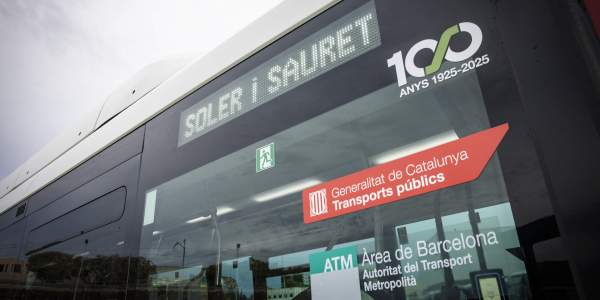 SOLER i SAURET
100
ANYS 1925-2025
Generalitat de Catalunya
Transports públics
ATM
Àrea de Barcelona
Autoritat del Transport
Metropolità